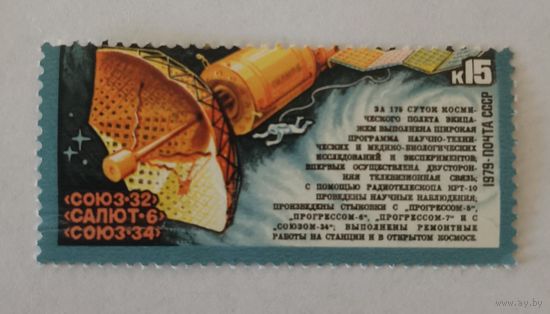 К15
ЗА 175 СУТОК КОСМИ-
ЧЕСКОГО ПОЛЕТА ЭКИПА-
ЖЕМ ВЫПОЛНЕНА ШИРОКАЯ
ПРОГРАММА НАУЧНО-ТЕХНИ-
ЧЕСКИХ И МЕДИКО-БИОЛОГИЧЕСКИХ
ИССЛЕДОВАНИЙ И ЭКСПЕРИМЕНТОВ;
ВПЕРВЫЕ ОСУЩЕСТВЛЕНА ДВУСТОРОН-
НЯЯ ТЕЛЕВИЗИОННАЯ СВЯЗЬ;
С ПОМОЩЬЮ РАДИОТЕЛЕСКОПА КРТ-10
ПРОВЕДЕНЫ НАУЧНЫЕ НАБЛЮДЕНИЯ,
ПРОИЗВЕДЕНЫ СТЫКОВКИ С „ПРОГРЕССОМ-5",
„ПРОГРЕССОМ-6", „ПРОГРЕССОМ-7" И С
„СОЮЗОМ-34"; ВЫПОЛНЕНЫ РЕМОНТНЫЕ
РАБОТЫ НА СТАНЦИИ И В ОТКРЫТОМ КОСМОСЕ.
«СОЮЗ-32»
«САЛЮТ-6»
«СОЮЗ-34»
1979·ПОЧТА СССР
www.ay.by